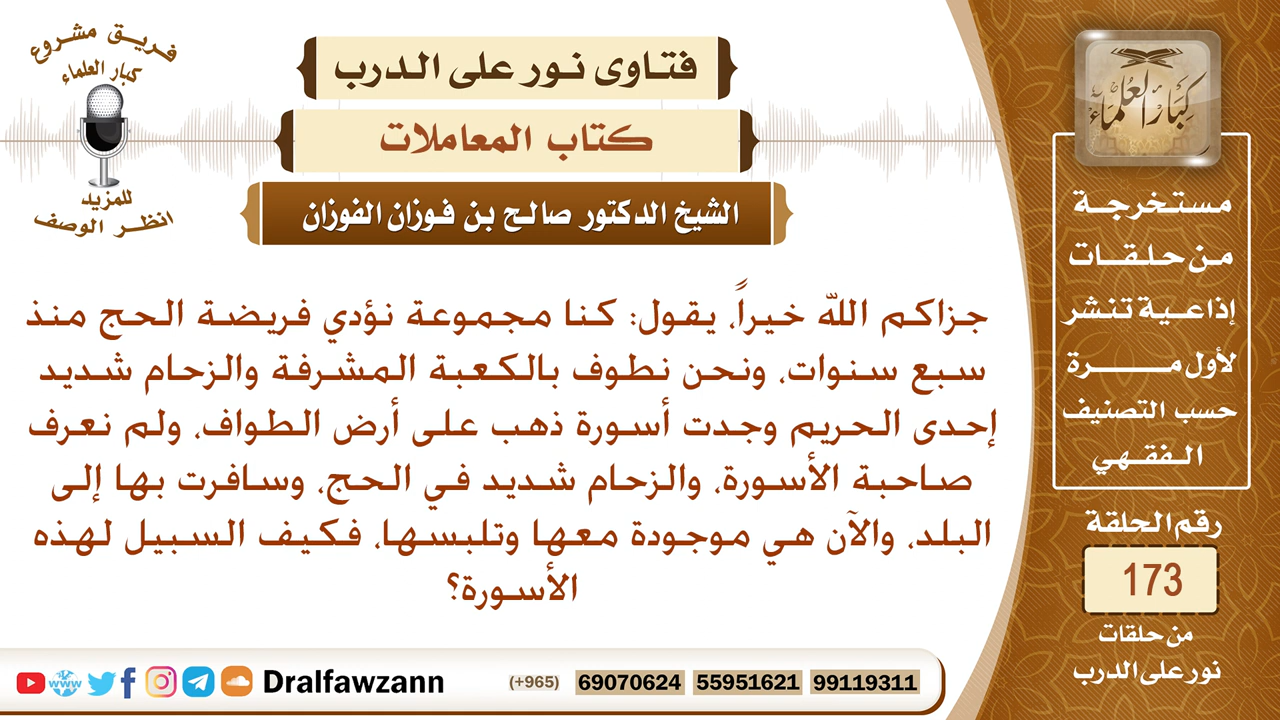 فريق مشروع
كبار العلماء
للمزيد
انظر الوصف
فتاوى نور على الدرب
كتاب المعاملات
الشيخ الدكتور صالح بن فوزان الفوزان
جزاكم الله خيراً، يقول: كنا مجموعة نؤدي فريضة الحج منذ
سبع سنوات، ونحن نطوف بالكعبة المشرفة والزحام شديد
إحدى الحريم وجدت أسورة ذهب على أرض الطواف، ولم نعرف
صاحبة الأسورة، والزحام شديد في الحج، وسافرت بها إلى
البلد، والآن هي موجودة معها وتلبسها، فكيف السبيل لهذه
الأسورة؟
كبار العلماء
مستخرجة
من حلقات
إذاعية تنشر
لأول مرة
حسب التصنيف
الفقهي
رقم الحلقة
173
من حلقات
نور على الدرب
www Dralfawzann (+965) 69070624 55951621 99119311